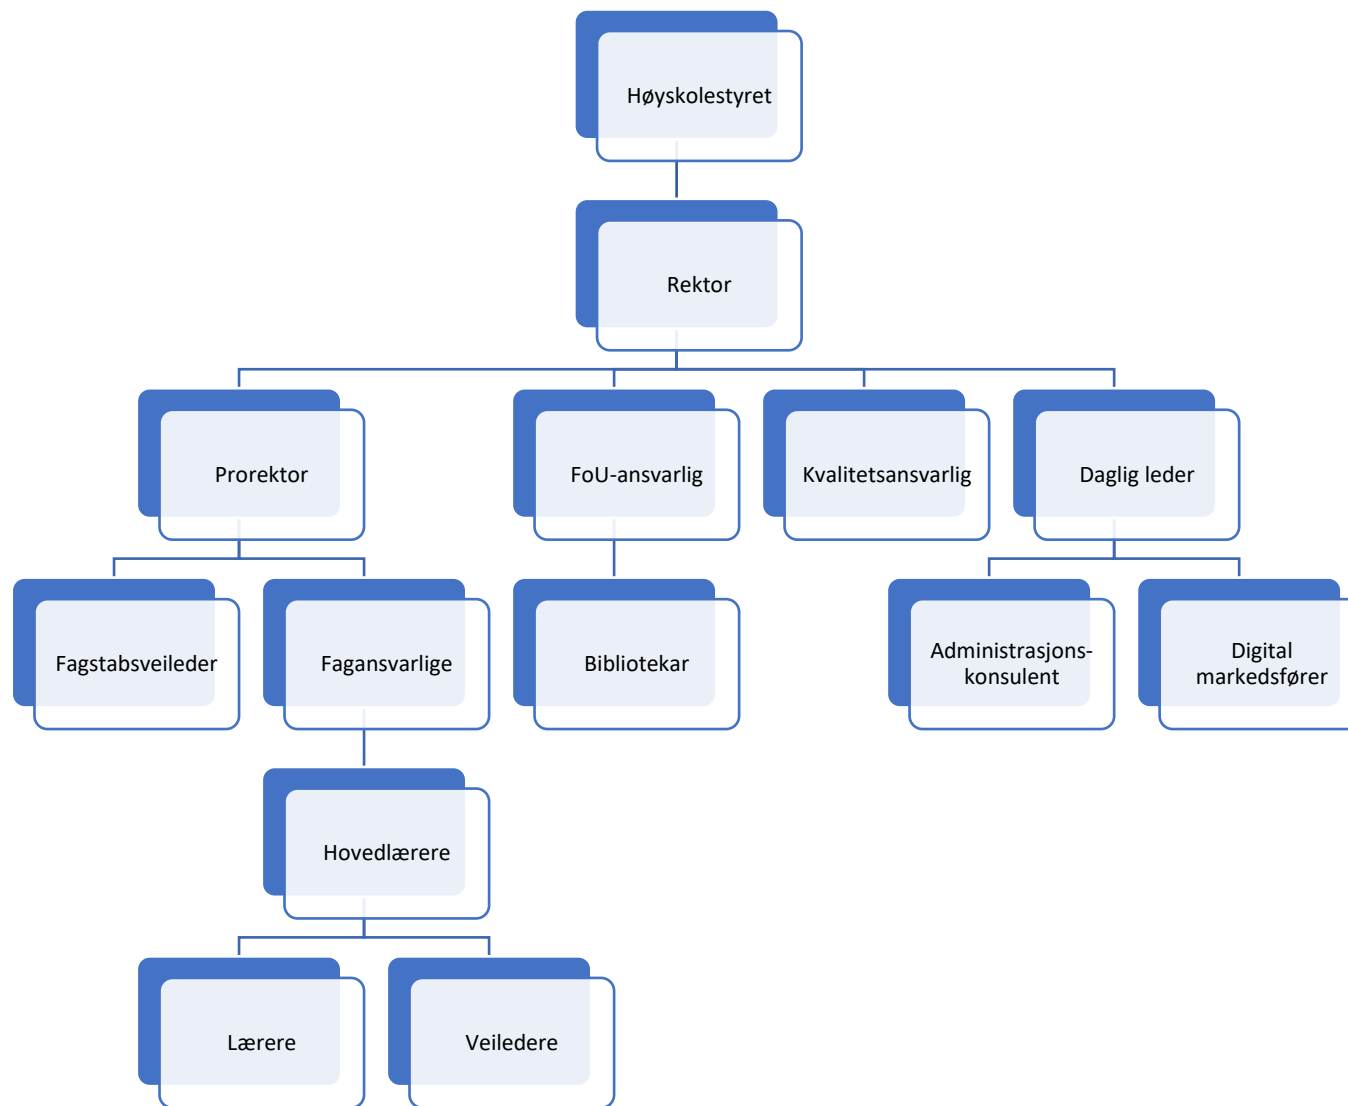 Høyskolestyret
Rektor
Prorektor
FoU-ansvarlig
Kvalitetsansvarlig
Daglig leder
Fagstabsveileder
Fagansvarlige
Bibliotekar
Administrasjons-
konsulent
Digital
markedsfører
Hovedlærere
Lærere
Veiledere